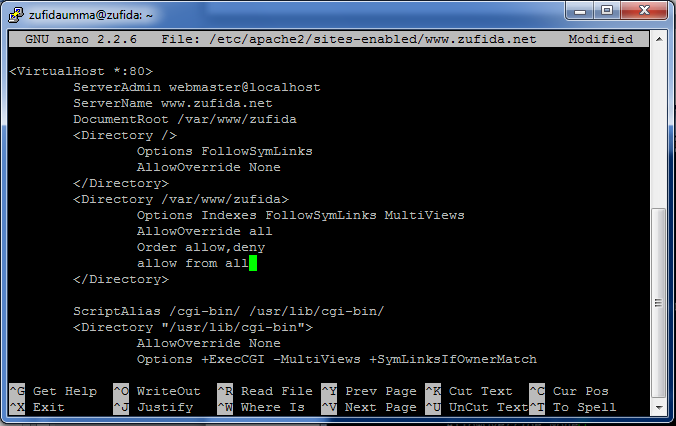 zufidaumma@zufida: ~
GNU nano 2.2.6 File: /etc/apache2/sites-enabled/www.zufida.net Modified
<VirtualHost *:80>
ServerAdmin webmaster@localhost
ServerName www.zufida.net
DocumentRoot /var/www/zufida
<Directory />
Options FollowSymLinks
AllowOverride None
</Directory>
<Directory /var/www/zufida>
Options Indexes FollowSymLinks MultiViews
AllowOverride all
Order allow,deny
allow from all
</Directory>
ScriptAlias /cgi-bin/ /usr/lib/cgi-bin/
<Directory "/usr/lib/cgi-bin">
AllowOverride None
Options +ExecCGI -MultiViews +SymLinksIfOwnerMatch
^G Get Help ^O WriteOut ^R Read File ^Y Prev Page ^K Cut Text ^C Cur Pos
^X Exit ^J Justify ^W Where Is ^V Next Page ^U UnCut Text ^T To Spell